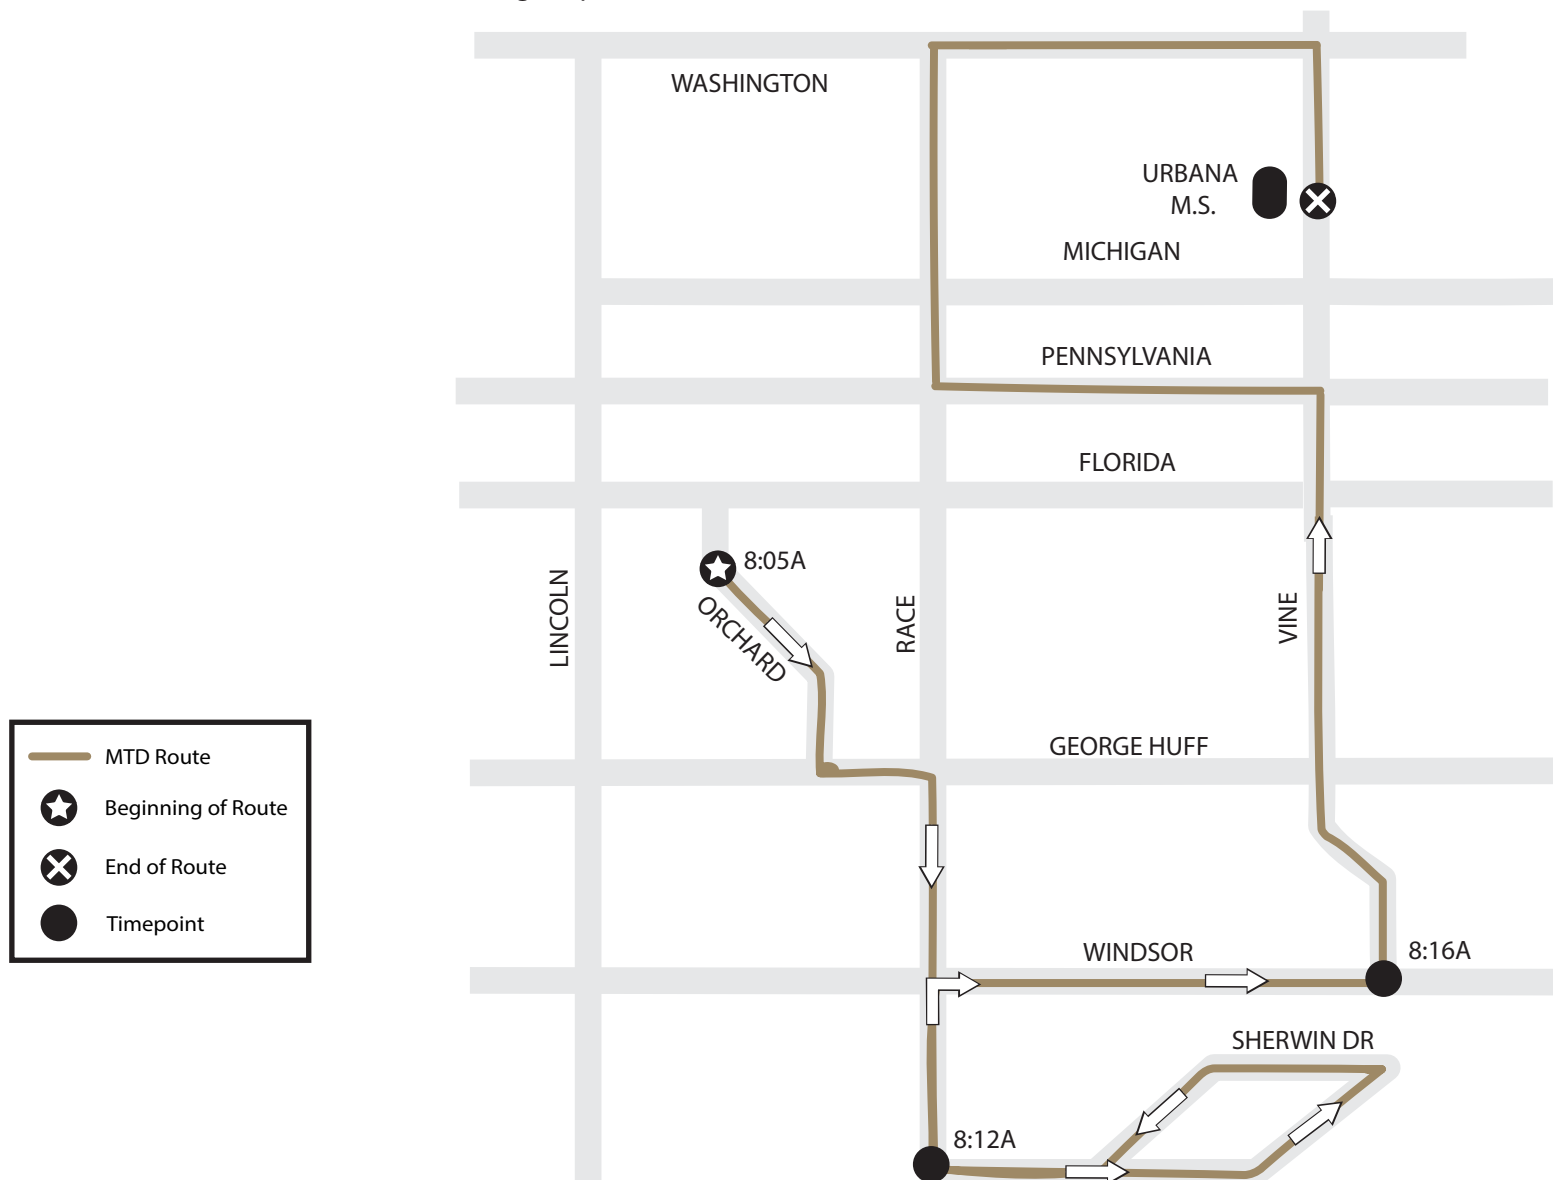 WASHINGTON
URBANA
M.S.
MICHIGAN
PENNSYLVANIA
FLORIDA
8:05A
ORCHARD
LINCOLN
RACE
VINE
GEORGE HUFF
MTD Route
Beginning of Route
End of Route
Timepoint
WINDSOR
8:16A
SHERWIN DR
8:12A